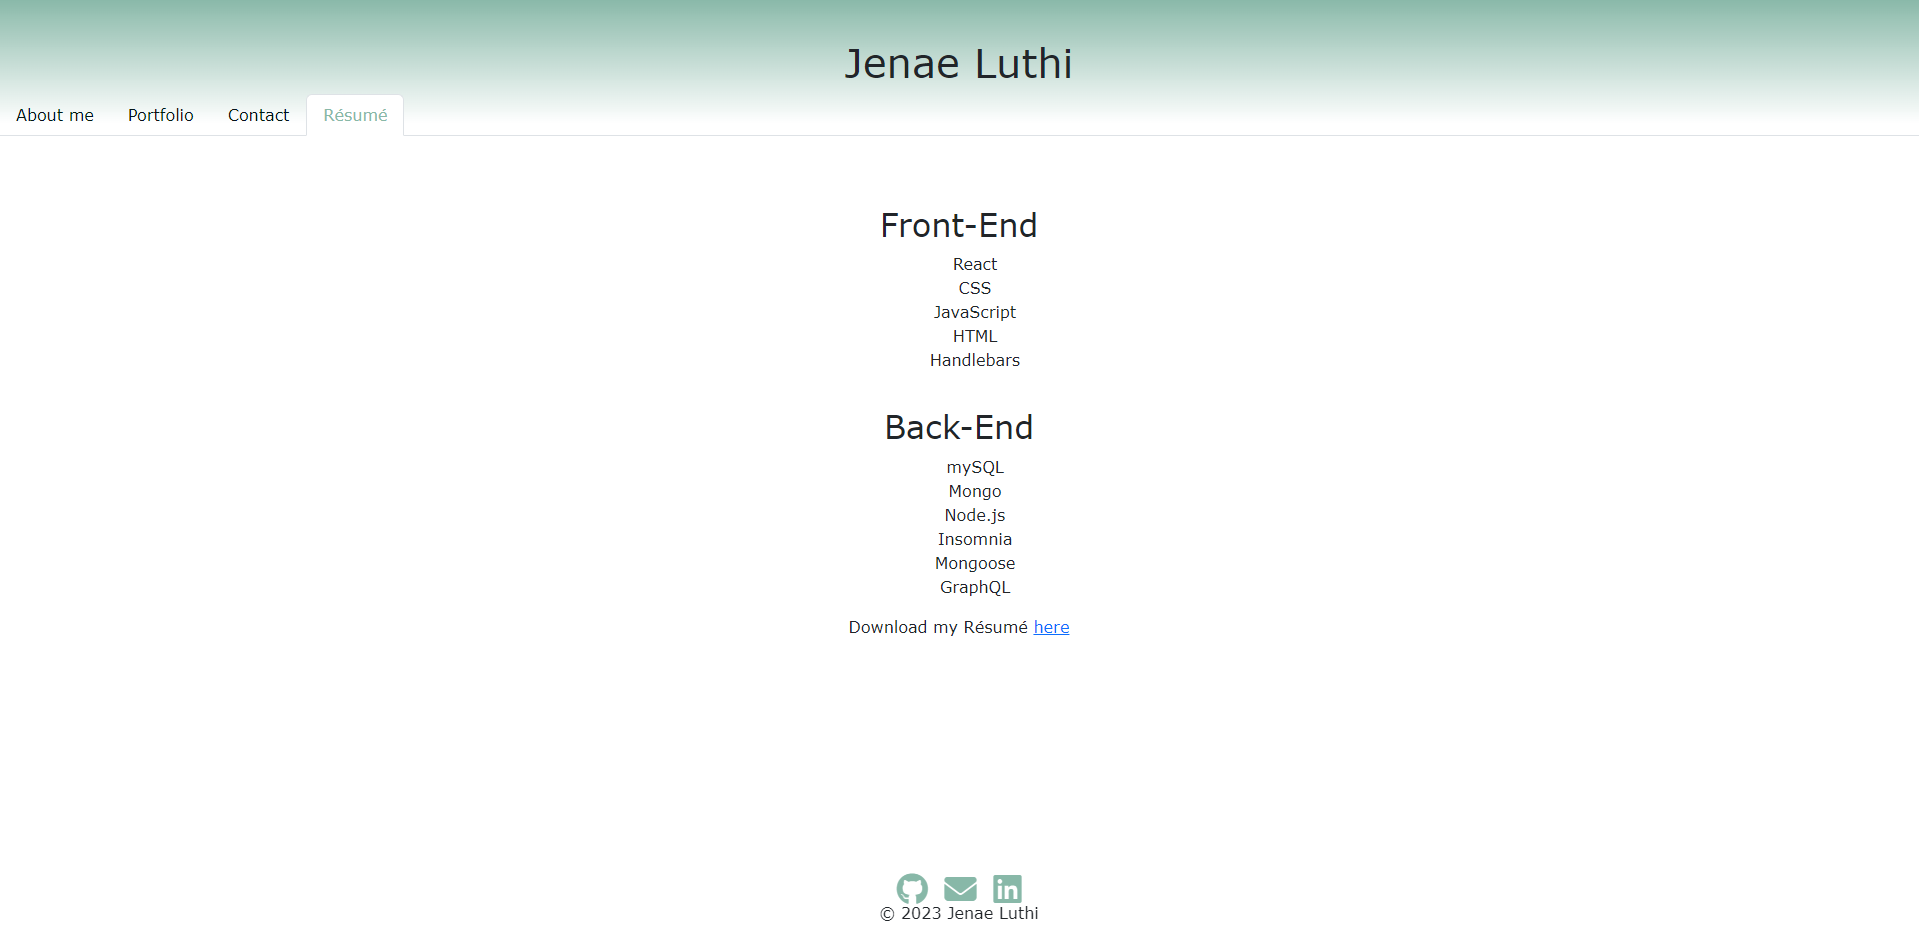 Jenae Luthi
About me Portfolio Contact Résumé
Front-End
React
CSS
JavaScript
HTML
Handlebars
Back-End
mySQL
Mongo
Node.js
Insomnia
Mongoose
GraphQL
Download my Résumé here
in
© 2023 Jenae Luthi